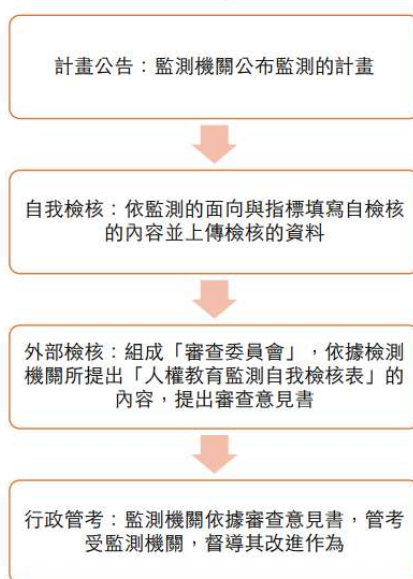 計畫公告：監測機關公布監測的計畫
自我檢核：依監測的面向與指標填寫自檢核
的內容並上傳檢核的資料
外部檢核：組成「審查委員會」，依據檢測
機關所提出「人權教育監測自我檢核表」的
內容，提出審查意見書
行政管考：監測機關依據審查意見書，管考
受監測機關，督導其改進作為